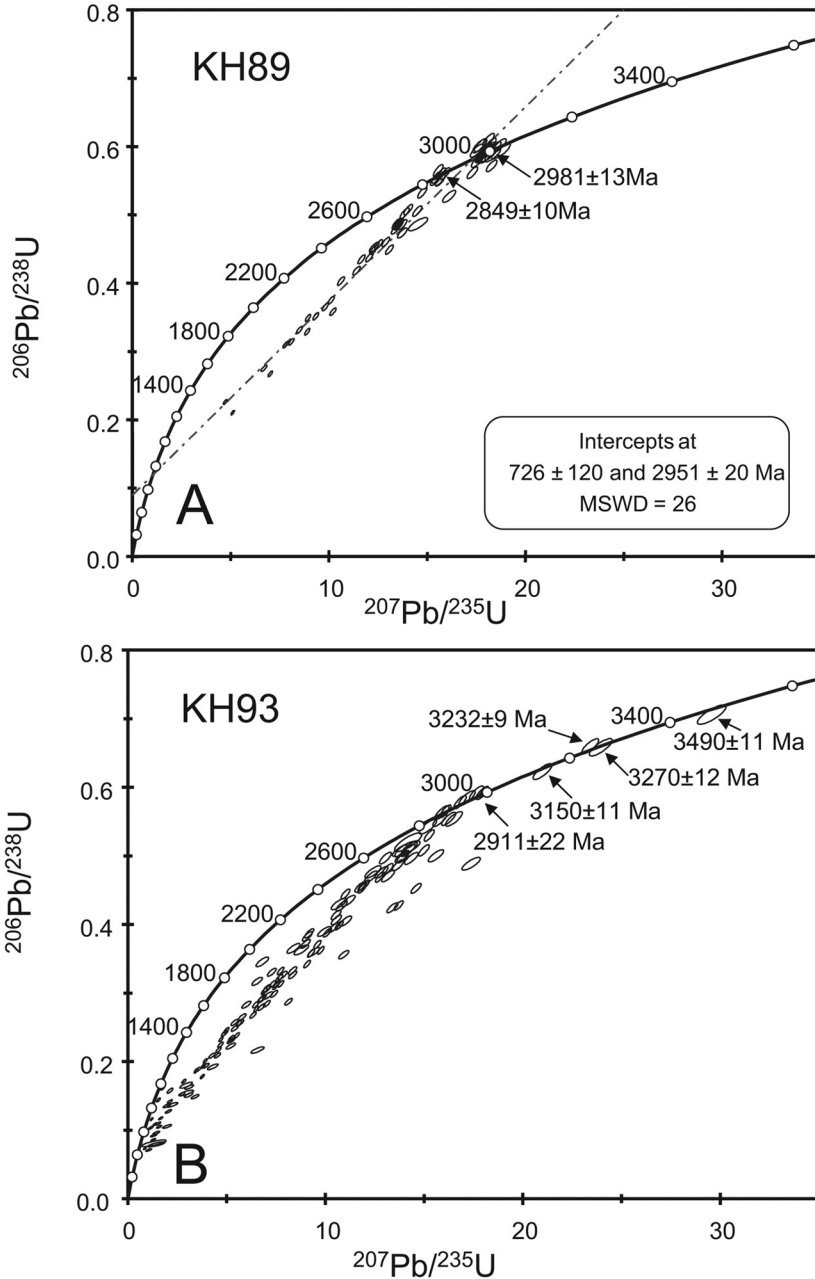 0.8
KH89
3400
0.6
3000
2981±13Ma
2849±10Ma
2600
2200
0.4
1800
1400
0.2
Intercepts at
726 ± 120 and 2951 ± 20 Ma
MSWD = 26
A
0.0
0
10
20
30
206Pb/238U
207Pb/235U
0.8
KH93
3232±9 Ma
3400
3490±11 Ma
3270±12 Ma
3000
0.6
3150±11 Ma
2911±22 Ma
2600
2200
0.4
1800
1400
0.2
B
0.0
0
10
20
30
206Pb/238U
207Pb/235U